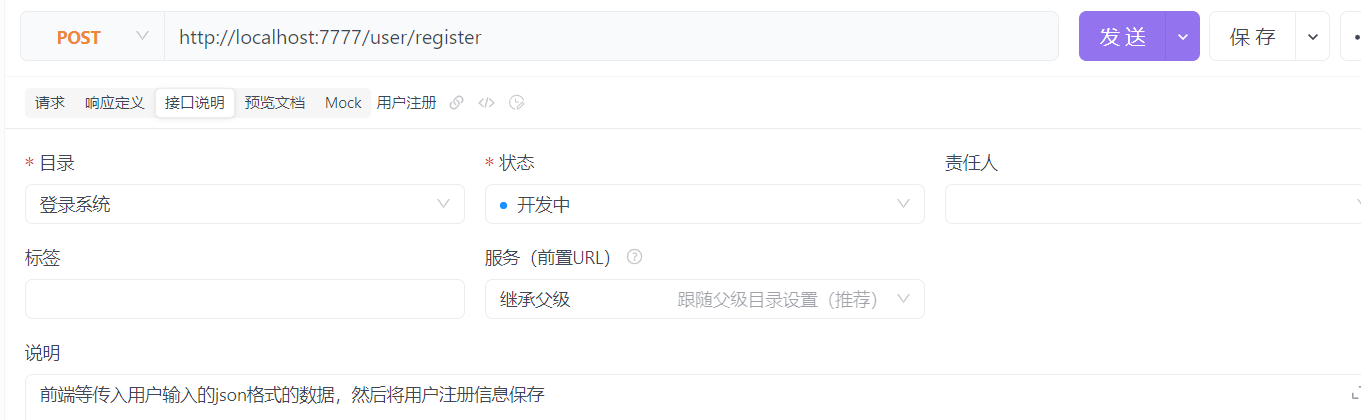 POST http://localhost:7777/user/register 发送 保存
请求 响应定义 接口说明 预览文档 Mock 用户注册
* 目录 * 状态 责任人
登录系统 开发中
标签 服务（前置URL）
继承父级 跟随父级目录设置（推荐）
说明
前端等传入用户输入的json格式的数据，然后将用户注册信息保存